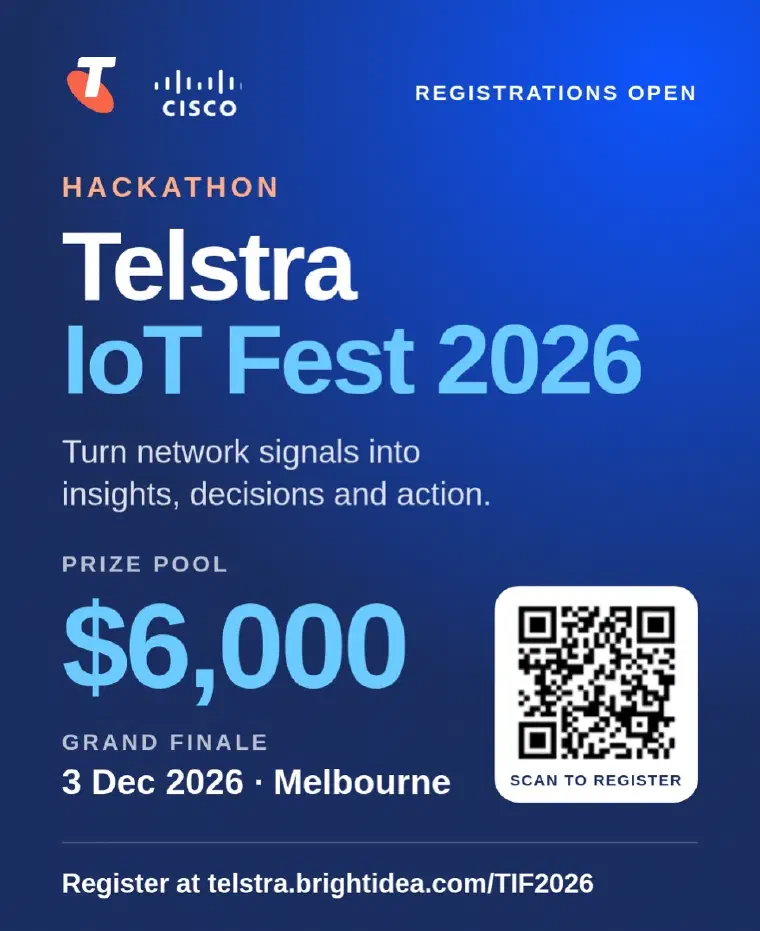 T
CISCO
REGISTRATIONS OPEN
HACKATHON
Telstra
IoT Fest 2026
Turn network signals into
insights, decisions and action.
PRIZE POOL
$6,000
GRAND FINALE
3 Dec 2026 · Melbourne
SCAN TO REGISTER
Register at telstra.brightidea.com/TIF2026